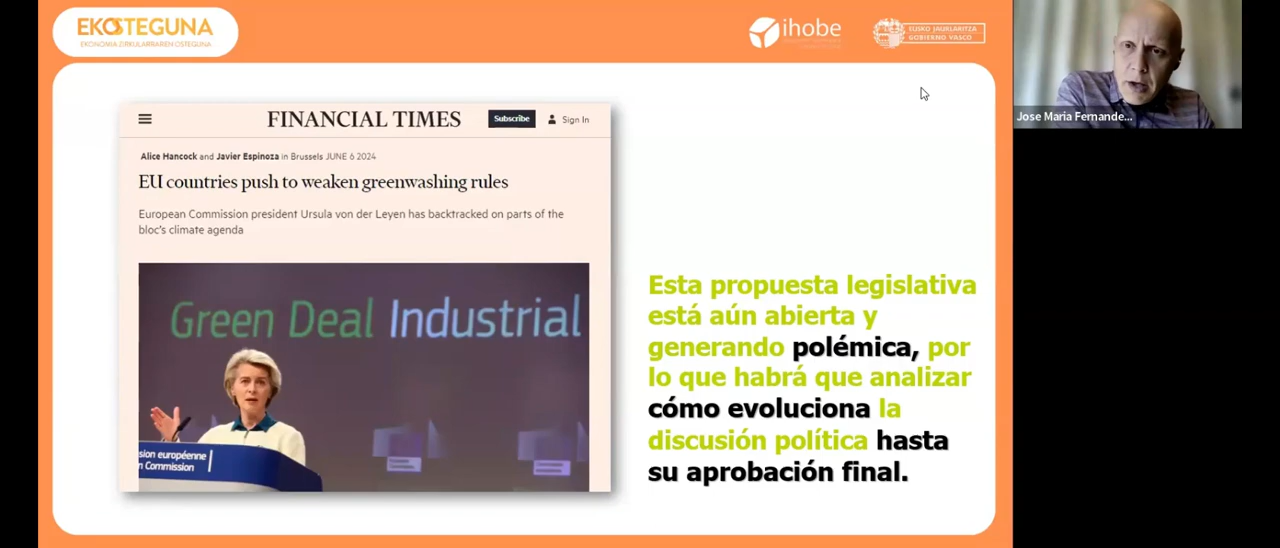 EKOSTEGUNA
EKONOMIA ZIRKULARRAREN OSTEGUNA
ihobe
EUSKO JAURLARITZA
GOBIERNO VASCO
Jose Maria Fernande...
FINANCIAL TIMES
Subscribe
Sign In
Alice Hancock and Javier Espinoza in Brussels JUNE 6 2024
EU countries push to weaken greenwashing rules
European Commission president Ursula von der Leyen has backtracked on parts of the
bloc's climate agenda
Green Deal Industrial
sion européenne
n Commission
Esta propuesta legislativa
está aún abierta y
generando polémica, por
lo que habrá que analizar
cómo evoluciona la
discusión política hasta
su aprobación final.